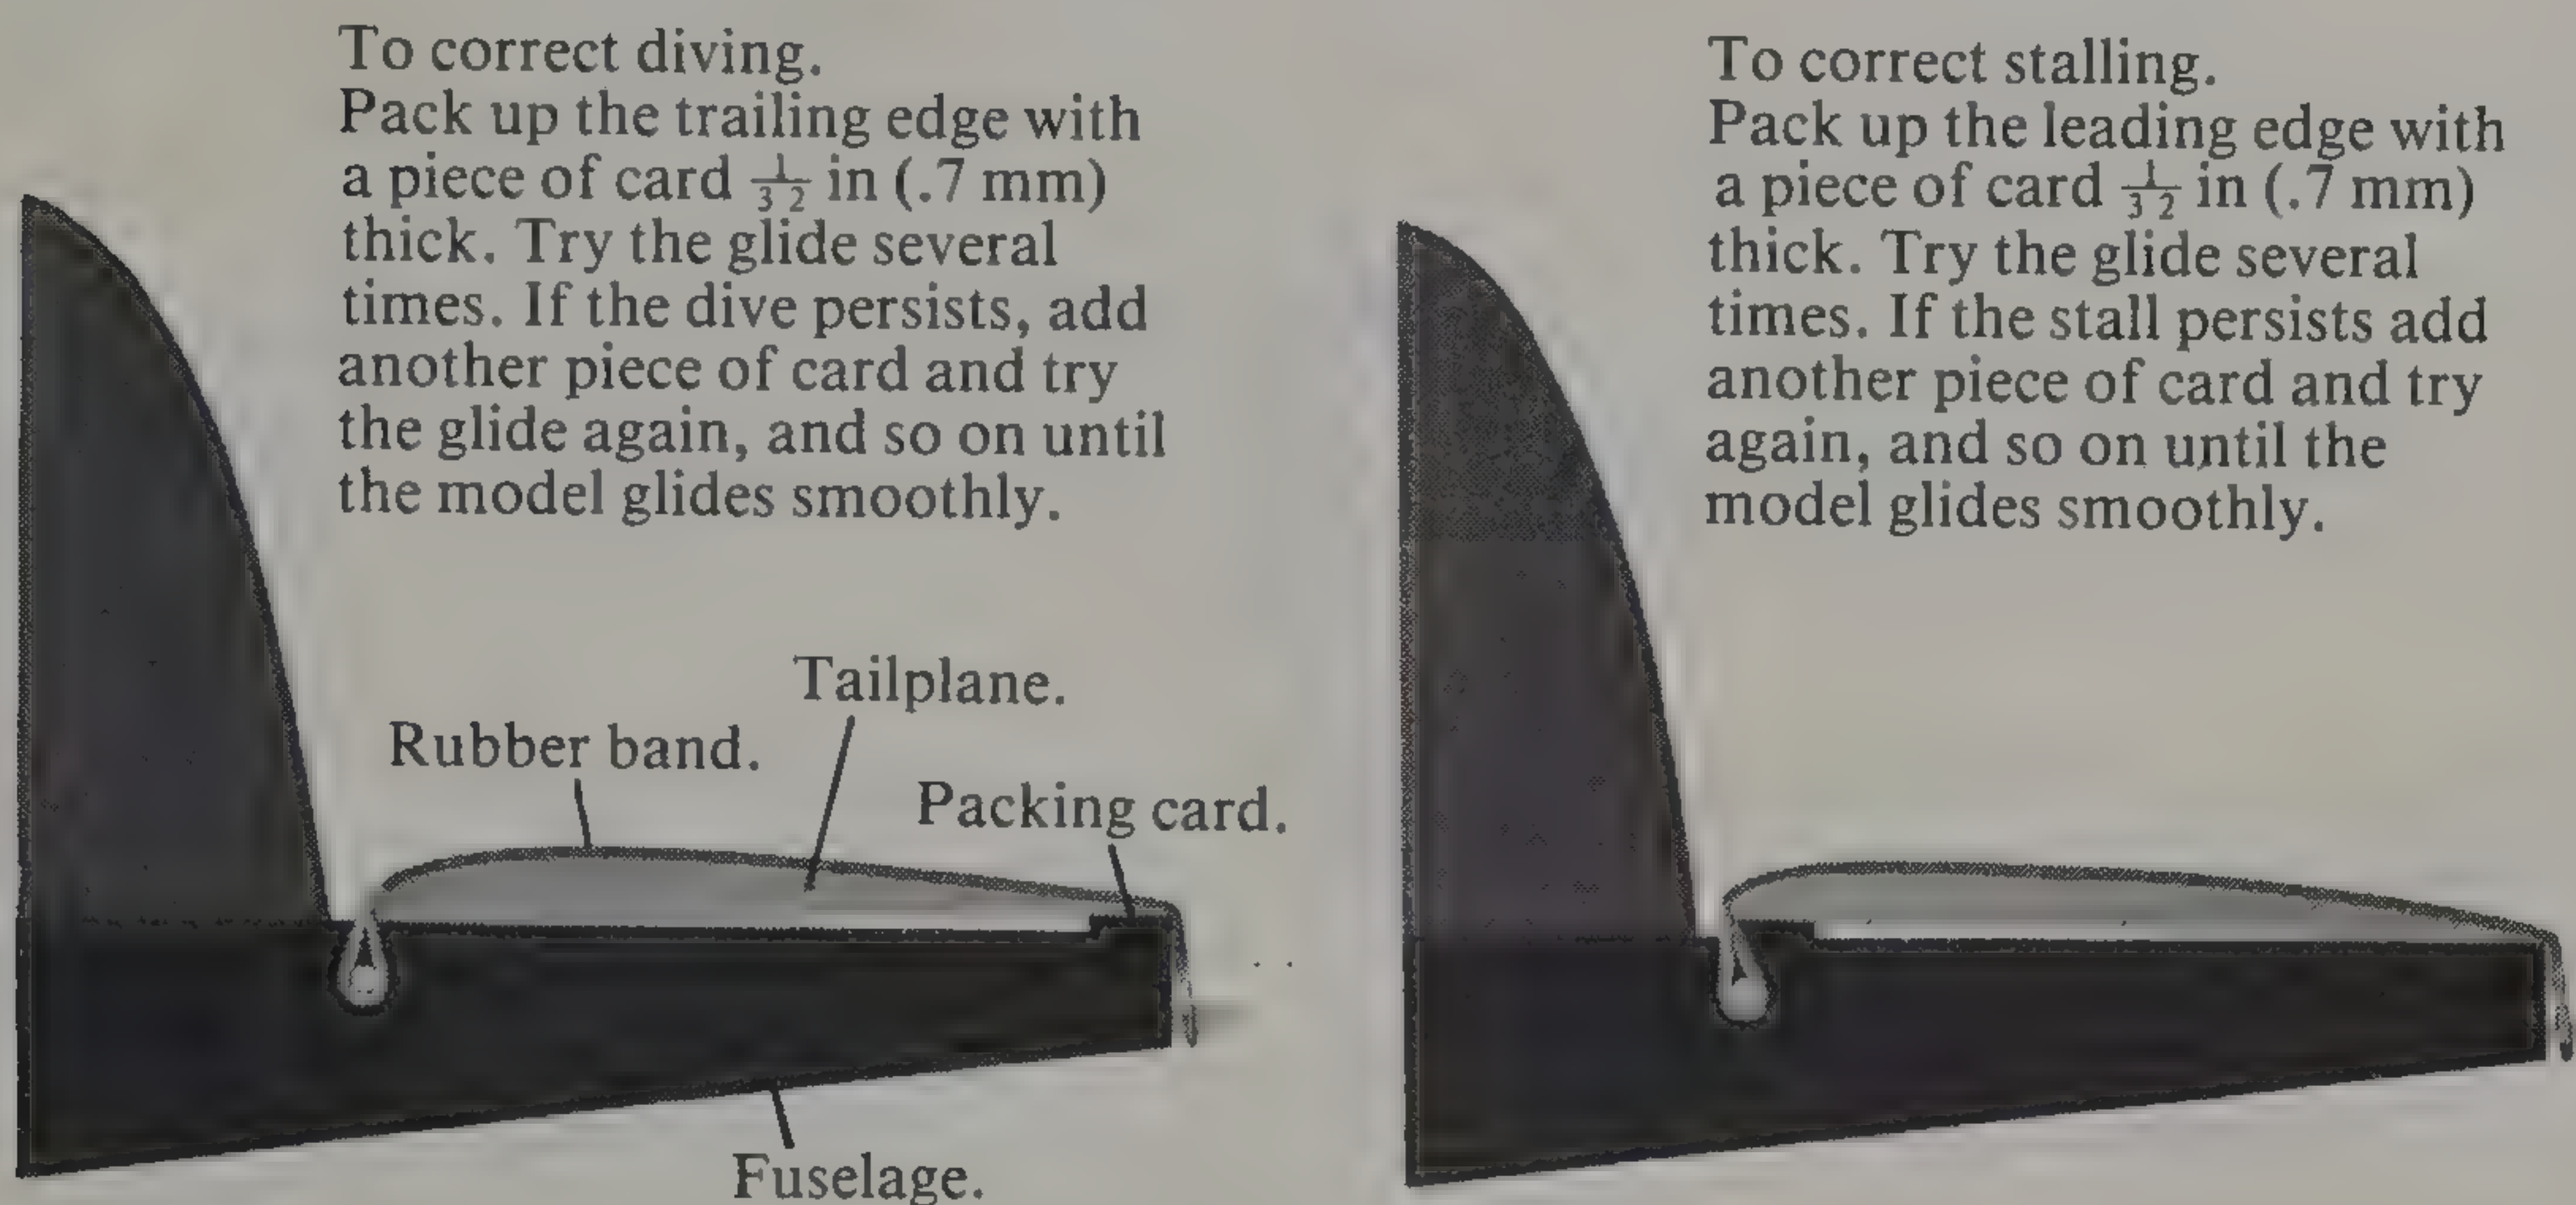 To correct diving.
Pack up the trailing edge with
a piece of card 1/32 in (.7 mm)
thick. Try the glide several
times. If the dive persists, add
another piece of card and try
the glide again, and so on until
the model glides smoothly.
Tailplane.
Rubber band.
Packing card.
Fuselage.
To correct stalling.
Pack up the leading edge with
a piece of card 1/32 in (.7 mm)
thick. Try the glide several
times. If the stall persists add
another piece of card and try
again, and so on until the
model glides smoothly.